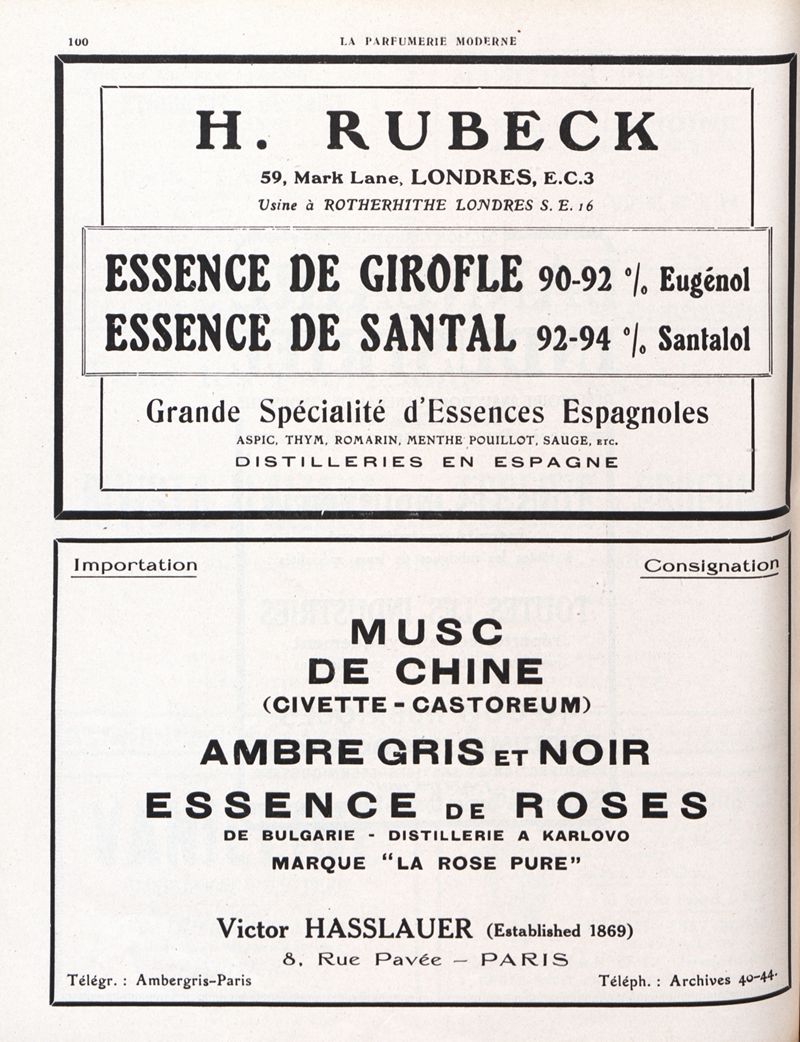 100
LA PARFUMERIE MODERNE
H. RUBECK
59, Mark Lane, LONDRES, E.C.3
Usine à ROTHERHITHE LONDRES S. E. 16
ESSENCE DE GIROFLE 90-92 % Eugénol
ESSENCE DE SANTAL 92-94 % Santalol
Grande Spécialité d'Essences Espagnoles
ASPIC, THYM, ROMARIN, MENTHE POUILLOT, SAUGE, ETC.
DISTILLERIES EN ESPAGNE
Importation
Consignation
MUSC
DE CHINE
(CIVETTE - CASTOREUM)
AMBRE GRIS ET NOIR
ESSENCE DE ROSES
DE BULGARIE - DISTILLERIE A KARLOVO
MARQUE "LA ROSE PURE"
Victor HASSLAUER (Established 1869)
8, Rue Pavée — PARIS
Télégr. : Ambergris-Paris
Téléph. : Archives 40-44.